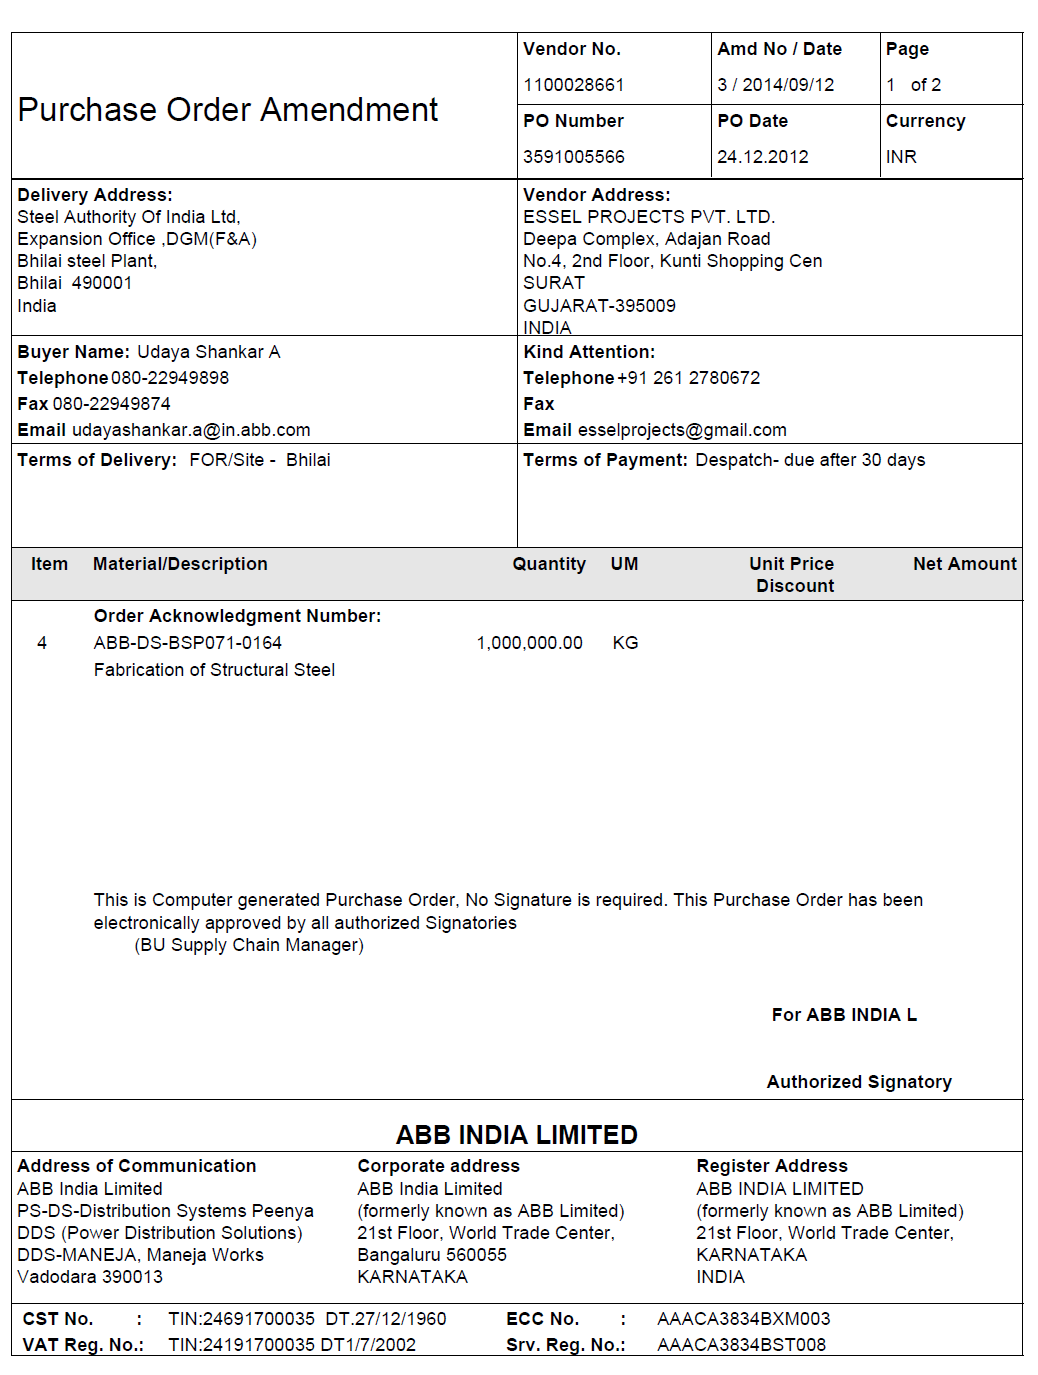 Purchase Order Amendment
Vendor No.
1100028661
Amd No / Date
3 / 2014/09/12
Page
1 of 2
PO Number
3591005566
PO Date
24.12.2012
Currency
INR
Delivery Address:
Steel Authority Of India Ltd,
Expansion Office ,DGM(F&A)
Bhilai steel Plant,
Bhilai 490001
India
Vendor Address:
ESSEL PROJECTS PVT. LTD.
Deepa Complex, Adajan Road
No.4, 2nd Floor, Kunti Shopping Cen
SURAT
GUJARAT-395009
INDIA
Buyer Name: Udaya Shankar A
Telephone 080-22949898
Fax 080-22949874
Email udayashankar.a@in.abb.com
Kind Attention:
Telephone +91 261 2780672
Fax
Email esselprojects@gmail.com
Terms of Delivery: FOR/Site - Bhilai
Terms of Payment: Despatch- due after 30 days
Item Material/Description Quantity UM Unit Price Net Amount
Discount
Order Acknowledgment Number:
4 ABB-DS-BSP071-0164 1,000,000.00 KG
Fabrication of Structural Steel
This is Computer generated Purchase Order, No Signature is required. This Purchase Order has been
electronically approved by all authorized Signatories
(BU Supply Chain Manager)
For ABB INDIA L
Authorized Signatory
ABB INDIA LIMITED
Address of Communication
ABB India Limited
PS-DS-Distribution Systems Peenya
DDS (Power Distribution Solutions)
DDS-MANEJA, Maneja Works
Vadodara 390013
Corporate address
ABB India Limited
(formerly known as ABB Limited)
21st Floor, World Trade Center,
Bangaluru 560055
KARNATAKA
Register Address
ABB INDIA LIMITED
(formerly known as ABB Limited)
21st Floor, World Trade Center,
KARNATAKA
INDIA
CST No. : TIN:24691700035 DT.27/12/1960 ECC No. : AAACA3834BXM003
VAT Reg. No.: TIN:24191700035 DT1/7/2002 Srv. Reg. No.: AAACA3834BST008